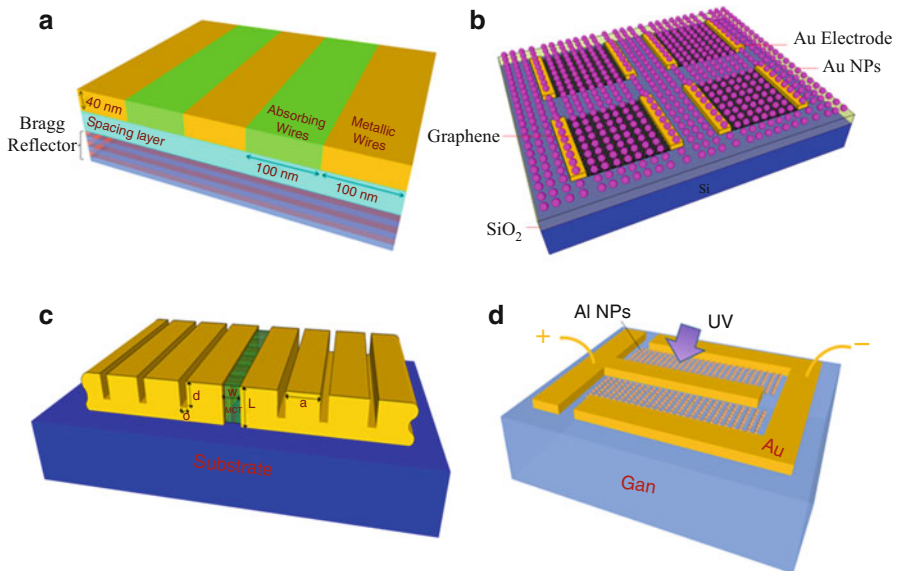 a
40 nm
Spacing layer
Absorbing
Wires
Metallic
Wires
Bragg
Reflector
100 nm
100 nm
b
Au Electrode
Au NPs
Graphene
Si
SiO2
c
d
o
W
MCT
L
a
Substrate
d
Al NPs
UV
+
−
Au
Gan